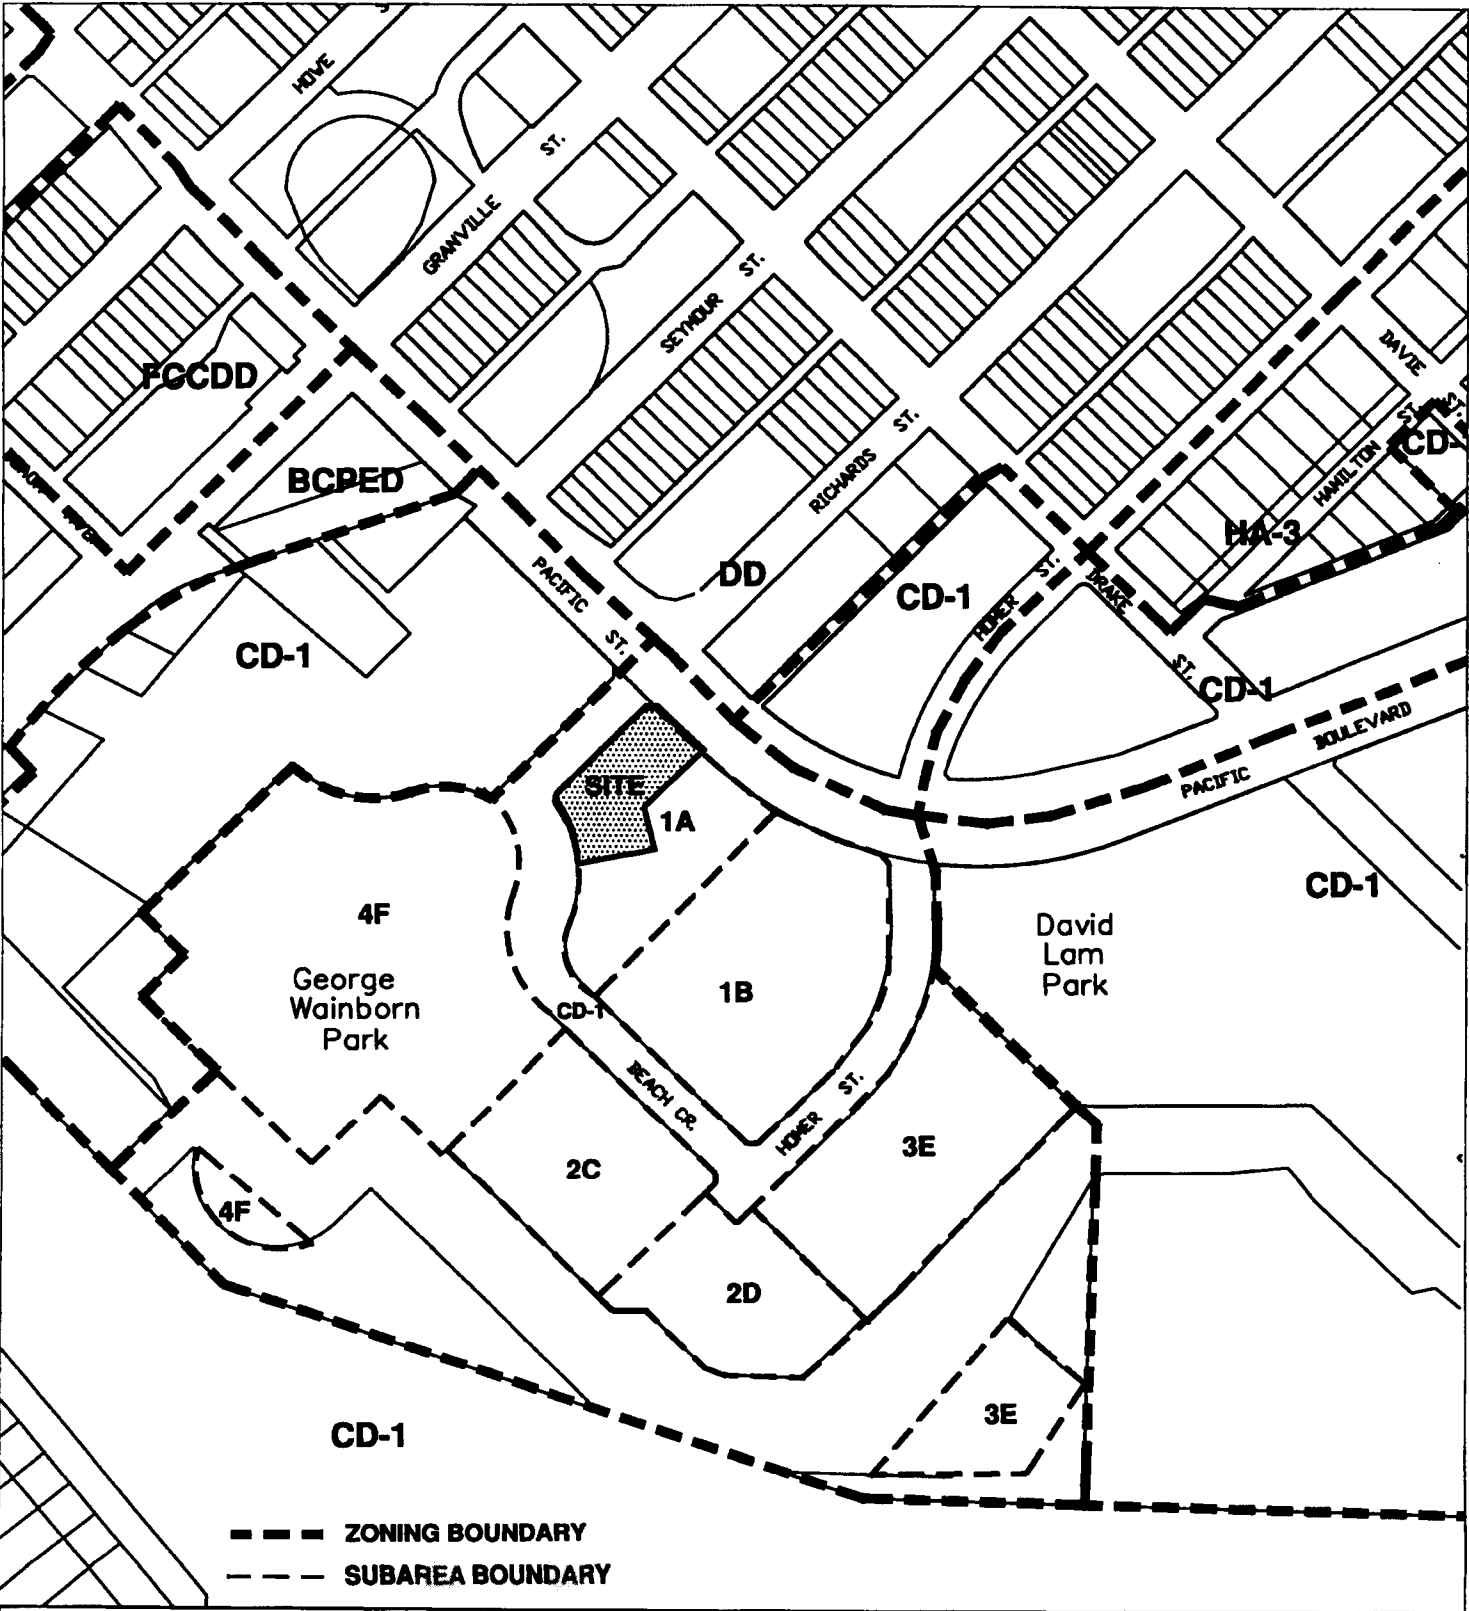 HOWE
ST.
GRANVILLE
ST.
SEYMOUR
DAVIE
ST.
FCCDD
ST.
HAMILTON
CD-
BCPED
RICHARDS
HA-3
PACIFIC
DD
ST.
DRAKE
CD-1
HOMER
ST.
CD-1
ST.
CD-1
BOULEVARD
PACIFIC
SITE
1A
CD-1
4F
David
Lam
Park
George
Wainborn
Park
1B
CD-1
BEACH CR.
ST.
HOMER
3E
2C
4F
2D
3E
CD-1
ZONING BOUNDARY
SUBAREA BOUNDARY